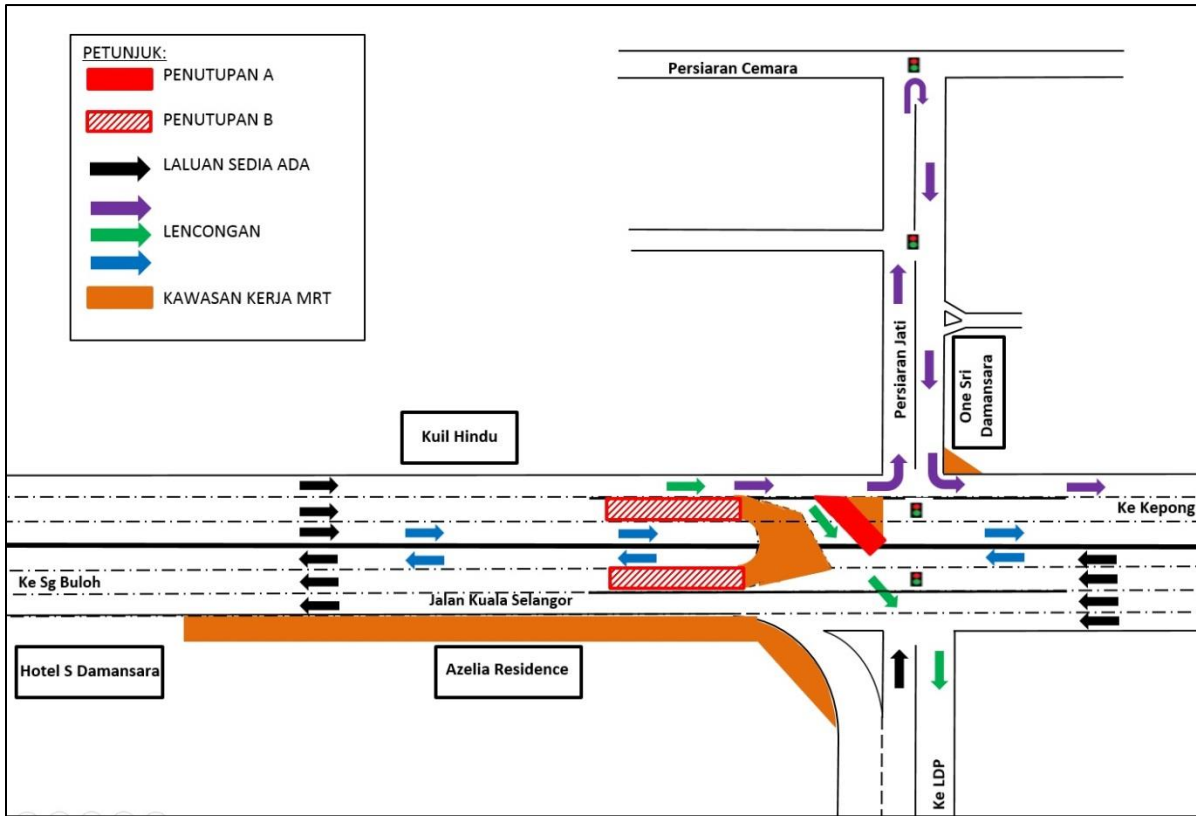 PETUNJUK:
PENUTUPAN A
PENUTUPAN B
LALUAN SEDIA ADA
LENCONGAN
KAWASAN KERJA MRT
Persiaran Cemara
Persiaran Jati
One Sri
Damansara
Kuil Hindu
Ke Kepong
Ke Sg Buloh
Jalan Kuala Selangor
Hotel S Damansara
Azelia Residence
Ke LDP